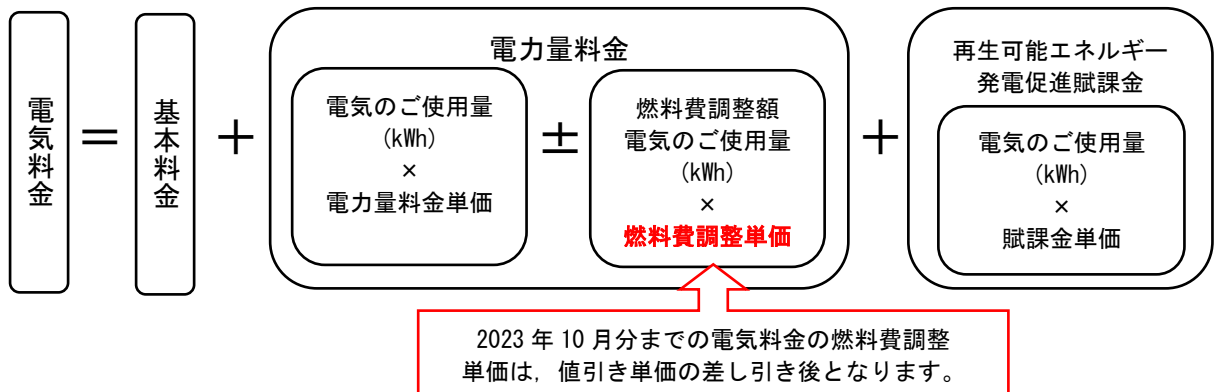 電気料金
＝
基本料金
＋
電力量料金
電気のご使用量
(kWh)
×
電力量料金単価
±
燃料費調整額
電気のご使用量
(kWh)
×
燃料費調整単価
＋
再生可能エネルギー
発電促進賦課金
電気のご使用量
(kWh)
×
賦課金単価
2023 年 10 月分までの電気料金の燃料費調整
単価は，値引き単価の差し引き後となります。